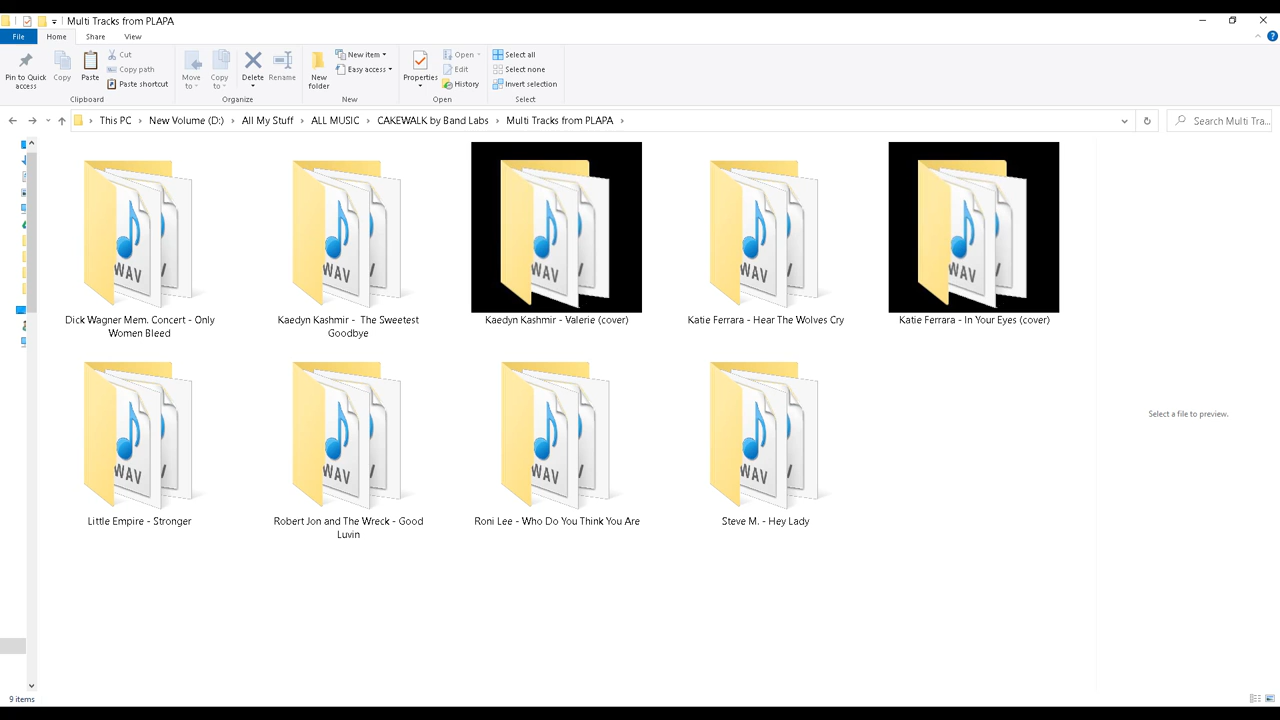 Multi Tracks from PLAPA
File Home Share View
Pin to Quick access
Copy
Paste
Cut
Copy path
Paste shortcut
Move to
Copy to
Delete
Rename
New folder
New item
Easy access
Properties
Open
Edit
History
Select all
Select none
Invert selection
Clipboard Organize New Open Select
This PC > New Volume (D:) > All My Stuff > ALL MUSIC > CAKEWALK by Band Labs > Multi Tracks from PLAPA >
Search Multi Tra...
WAV
WAV
WAV
WAV
WAV
Dick Wagner Mem. Concert - Only
Women Bleed
Kaedyn Kashmir - The Sweetest
Goodbye
Kaedyn Kashmir - Valerie (cover)
Katie Ferrara - Hear The Wolves Cry
Katie Ferrara - In Your Eyes (cover)
WAV
WAV
WAV
WAV
Little Empire - Stronger
Robert Jon and The Wreck - Good
Luvin
Roni Lee - Who Do You Think You Are
Steve M. - Hey Lady
Select a file to preview.
9 items